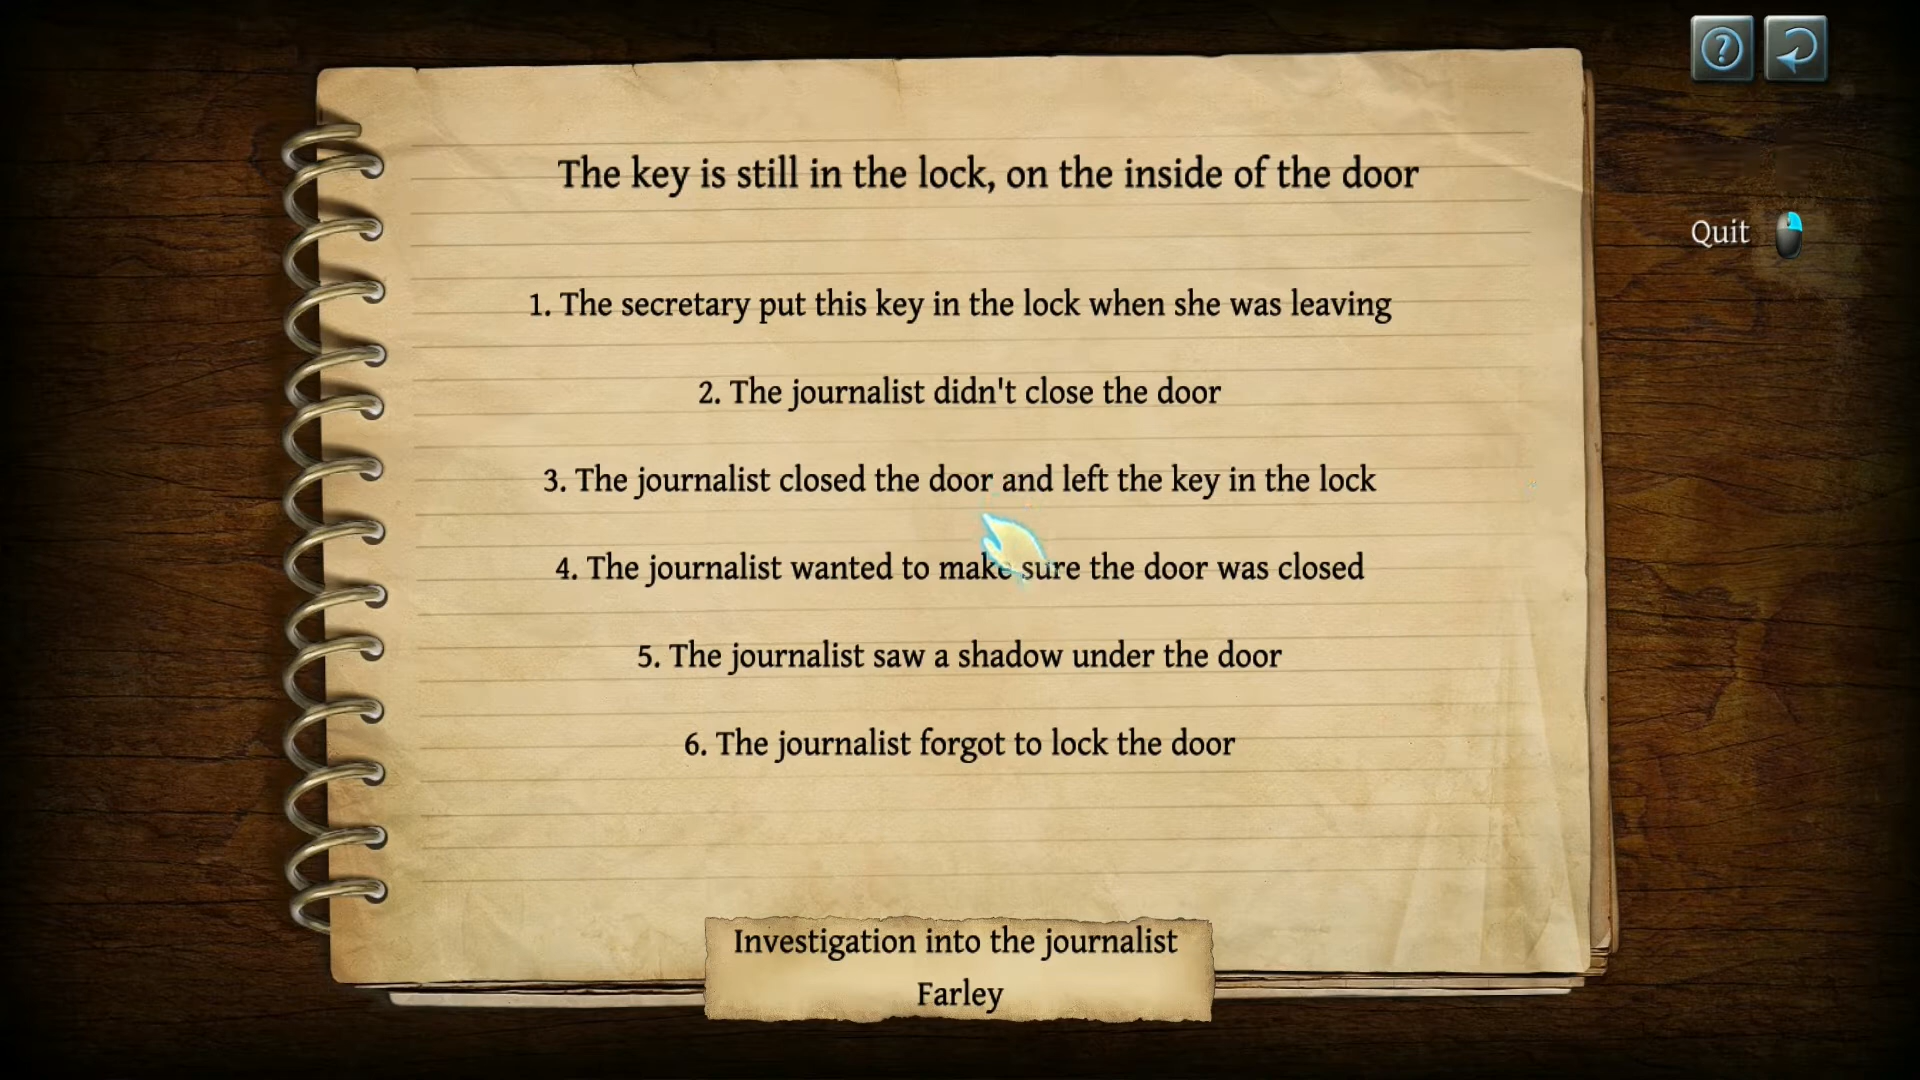 The key is still in the lock, on the inside of the door
Quit
1. The secretary put this key in the lock when she was leaving
2. The journalist didn't close the door
3. The journalist closed the door and left the key in the lock
4. The journalist wanted to make sure the door was closed
5. The journalist saw a shadow under the door
6. The journalist forgot to lock the door
Investigation into the journalist
Farley